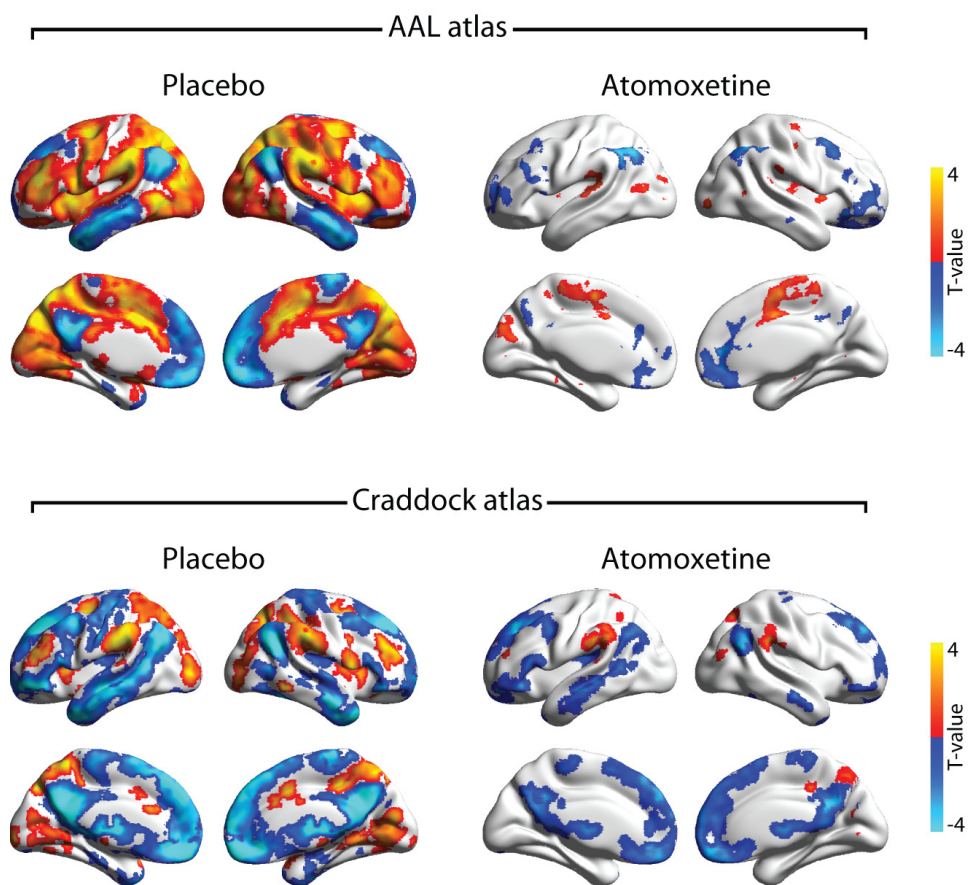 AAL atlas
Placebo
Atomoxetine
4
T-value
-4
Craddock atlas
Placebo
Atomoxetine
4
T-value
-4